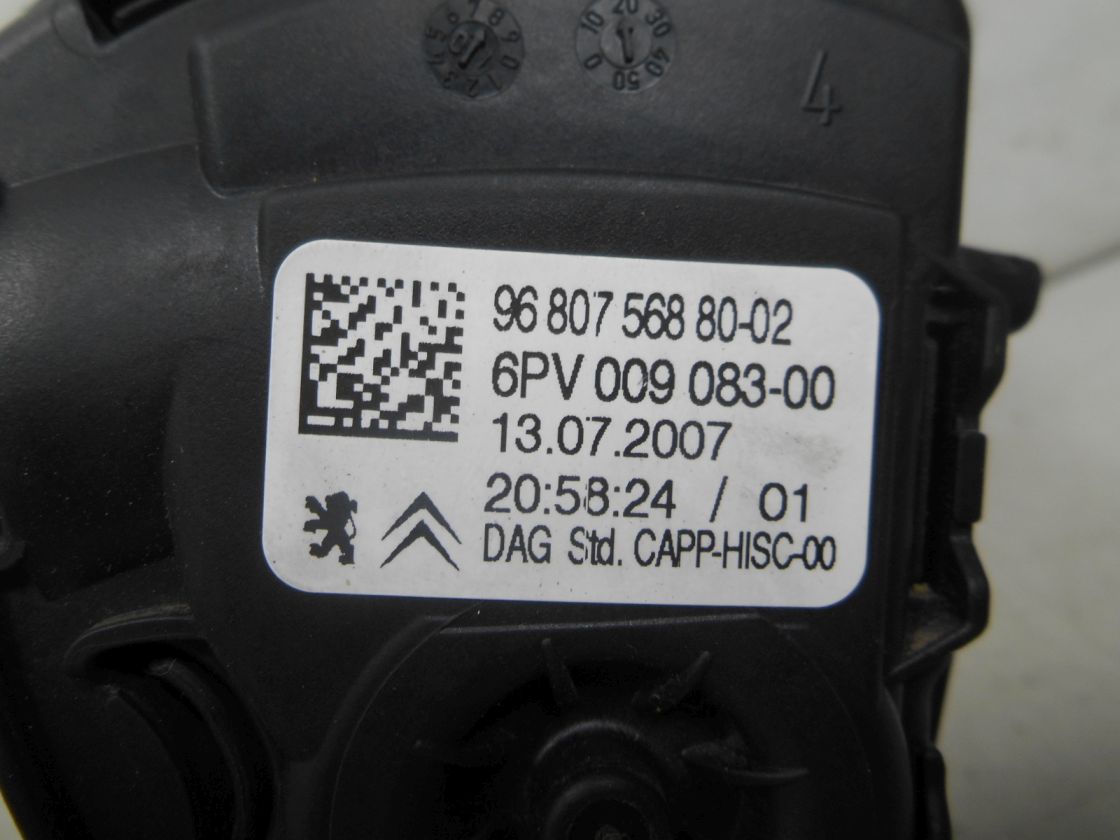 4
96 807 568 80-02
6PV 009 083-00
13.07.2007
20:58:24 / 01
DAG Std. CAPP-HISC-00